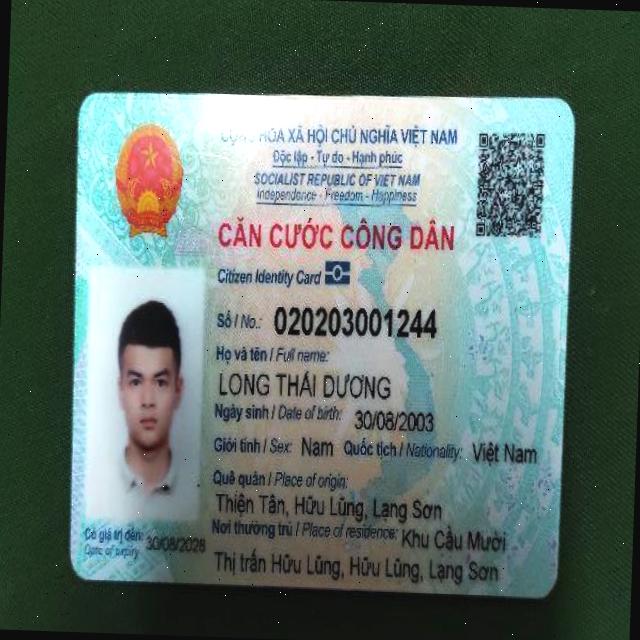 CỘNG HÒA XÃ HỘI CHỦ NGHĨA VIỆT NAM
Độc lập - Tự do - Hạnh phúc
SOCIALIST REPUBLIC OF VIET NAM
Independence - Freedom - Happiness
CĂN CƯỚC CÔNG DÂN
Citizen Identity Card
Số / No.: 020203001244
Họ và tên / Full name:
LONG THÁI DƯƠNG
Ngày sinh / Date of birth: 30/08/2003
Giới tính / Sex: Nam Quốc tịch / Nationality: Việt Nam
Quê quán / Place of origin:
Thiện Tân, Hữu Lũng, Lạng Sơn
Nơi thường trú / Place of residence: Khu Cầu Mười
Thị trấn Hữu Lũng, Hữu Lũng, Lạng Sơn
Có giá trị đến: 30/08/2028
Date of expiry